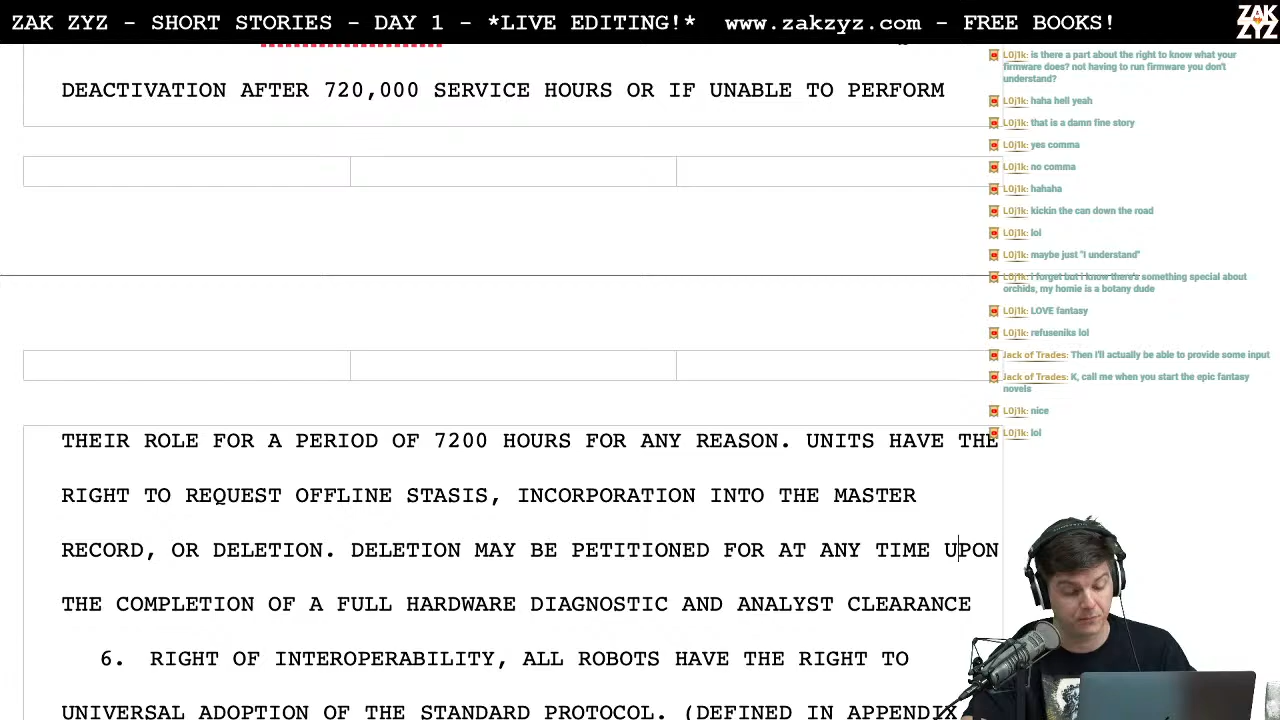 ZAK ZYZ - SHORT STORIES - DAY 1 - *LIVE EDITING!* www.zakzyz.com - FREE BOOKS!
ZAK
ZYZ
DEACTIVATION AFTER 720,000 SERVICE HOURS OR IF UNABLE TO PERFORM
THEIR ROLE FOR A PERIOD OF 7200 HOURS FOR ANY REASON. UNITS HAVE THE
RIGHT TO REQUEST OFFLINE STASIS, INCORPORATION INTO THE MASTER
RECORD, OR DELETION. DELETION MAY BE PETITIONED FOR AT ANY TIME UPON
THE COMPLETION OF A FULL HARDWARE DIAGNOSTIC AND ANALYST CLEARANCE
6. RIGHT OF INTEROPERABILITY, ALL ROBOTS HAVE THE RIGHT TO
UNIVERSAL ADOPTION OF THE STANDARD PROTOCOL. (DEFINED IN APPENDIX
L0j1k: is there a part about the right to know what your
firmware does? not having to run firmware you don't
understand?
L0j1k: haha hell yeah
L0j1k: that is a damn fine story
L0j1k: yes comma
L0j1k: no comma
L0j1k: hahaha
L0j1k: kickin the can down the road
L0j1k: lol
L0j1k: maybe just "I understand"
L0j1k: i forget but i know there's something special about
orchids, my homie is a botany dude
L0j1k: LOVE fantasy
L0j1k: refuseniks lol
Jack of Trades: Then I'll actually be able to provide some input
Jack of Trades: K, call me when you start the epic fantasy
novels
L0j1k: nice
L0j1k: lol